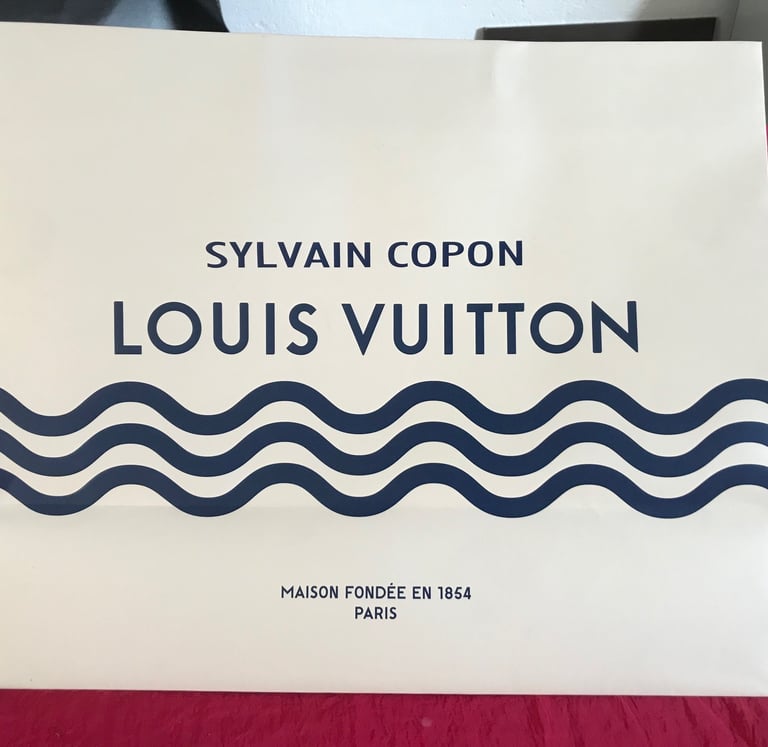 SYLVAIN COPON
LOUIS VUITTON
MAISON FONDÉE EN 1854
PARIS